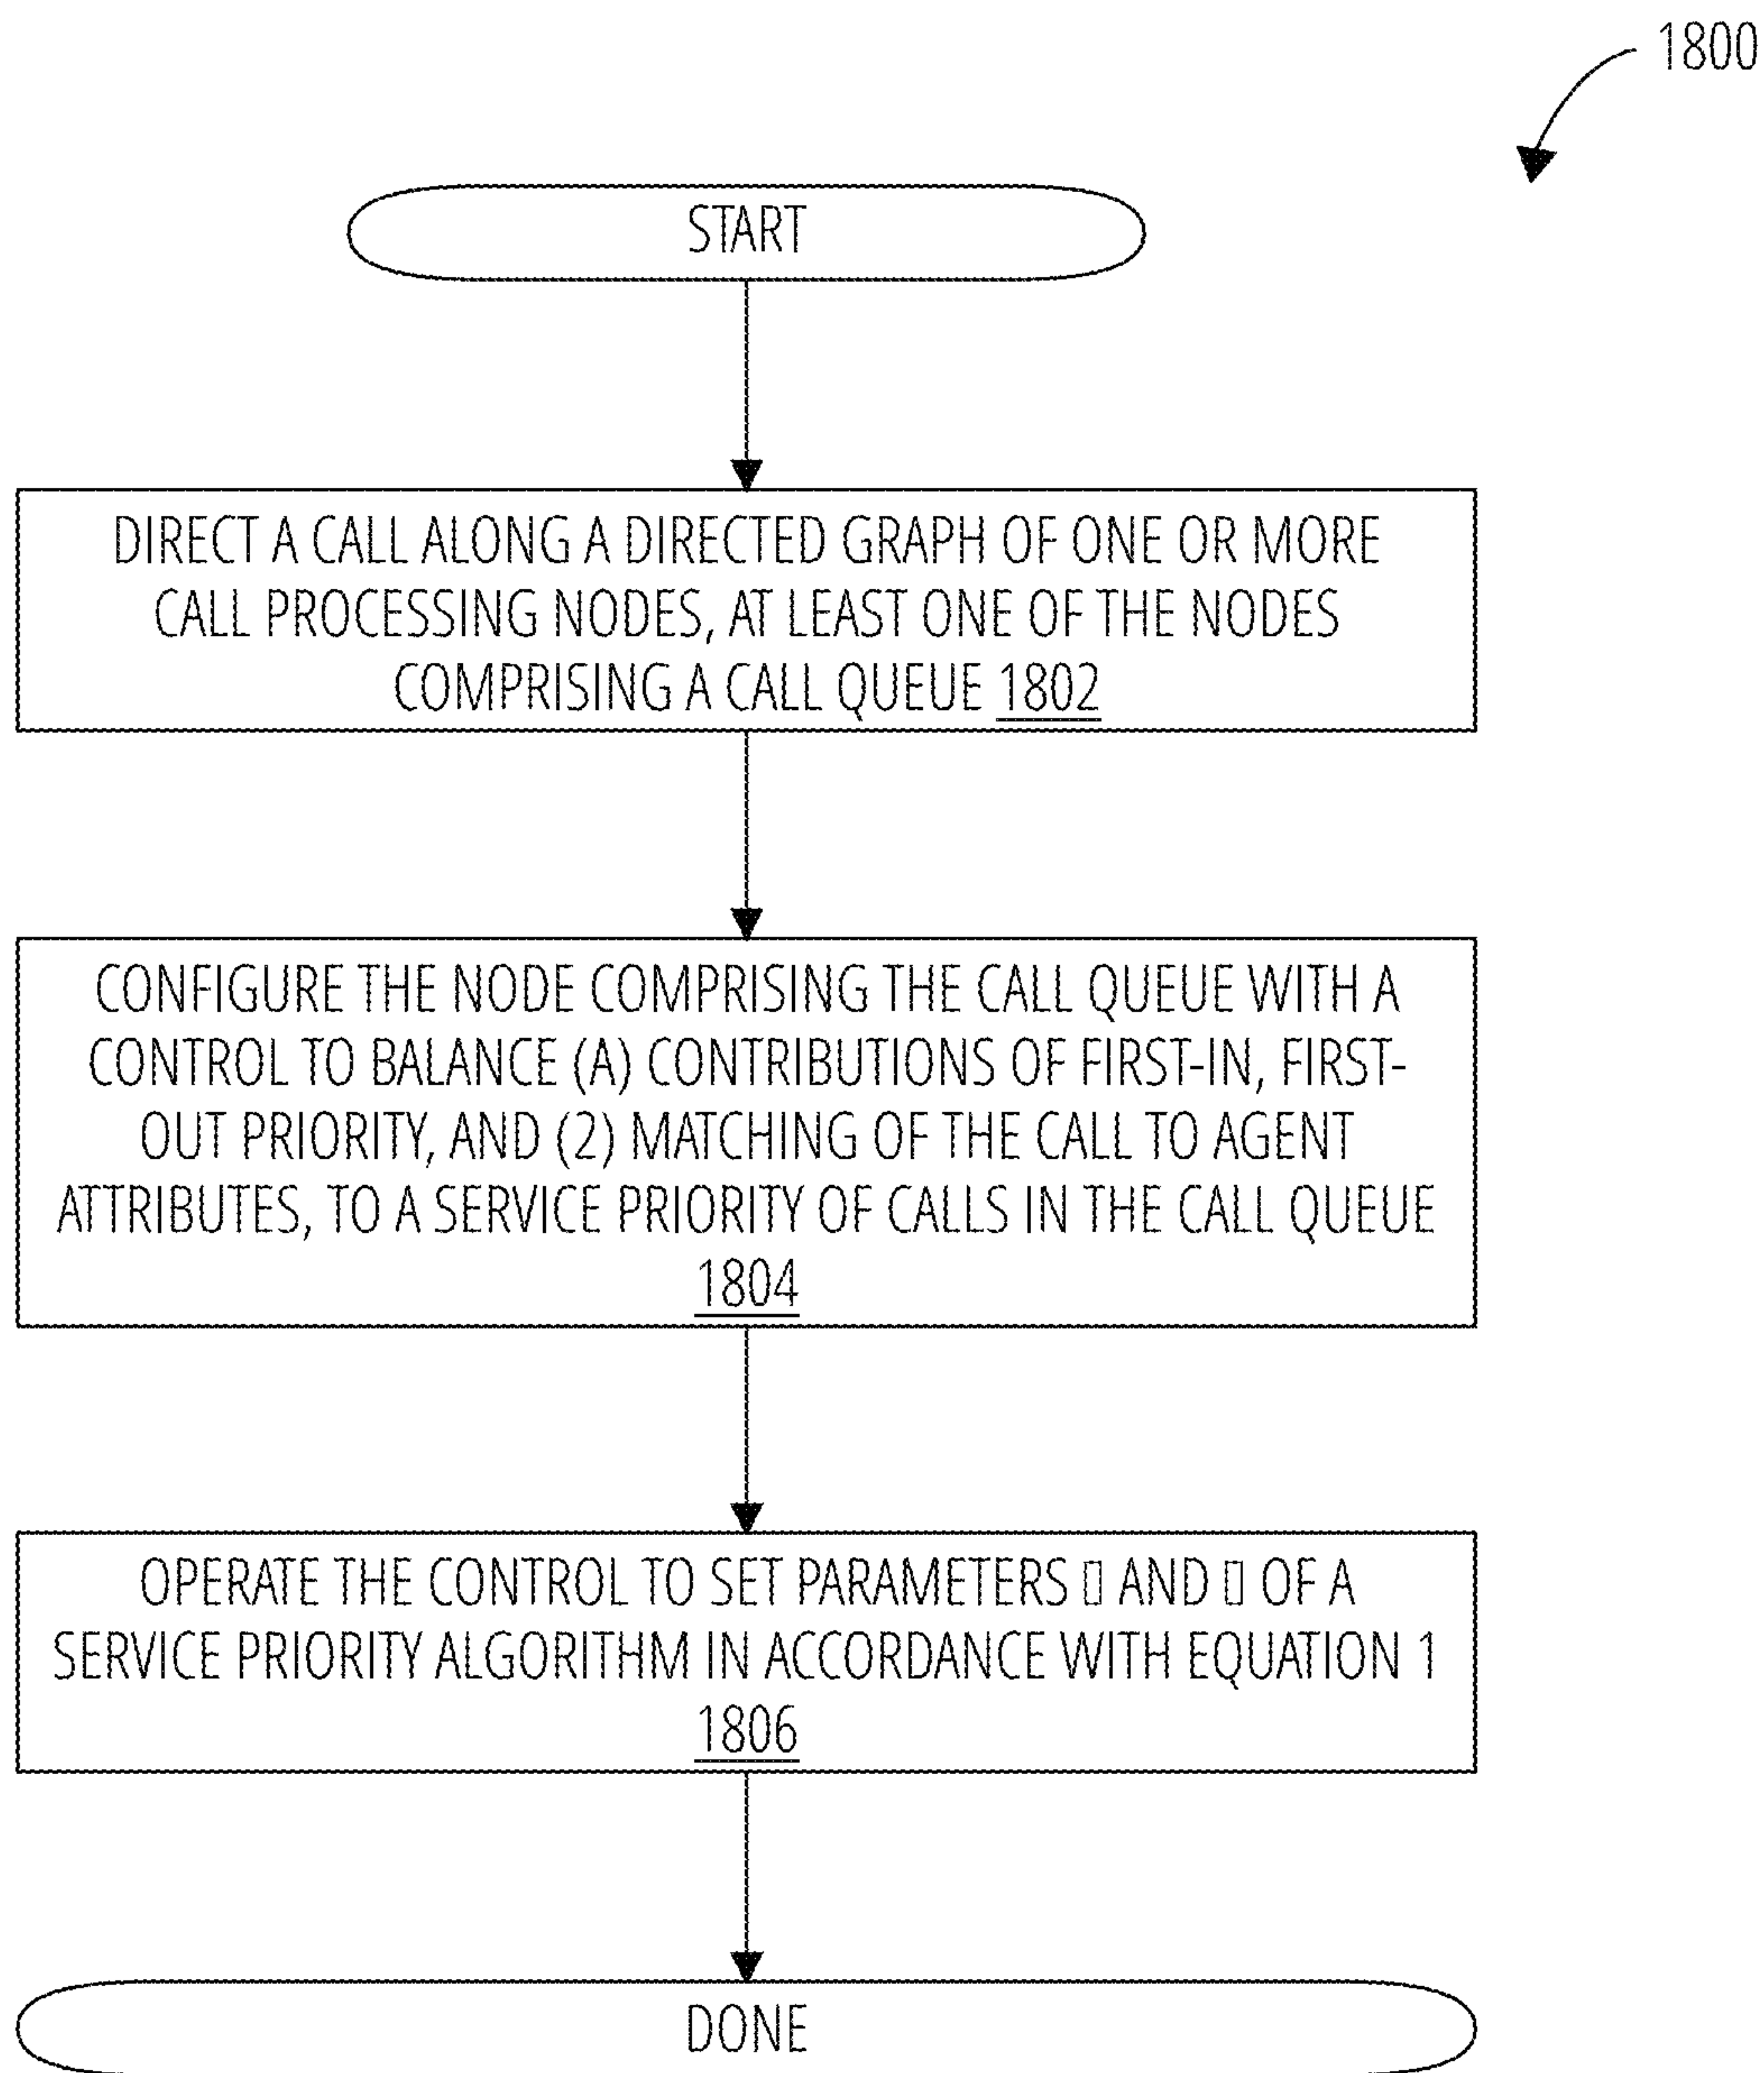 1800
START
DIRECT A CALL ALONG A DIRECTED GRAPH OF ONE OR MORE
CALL PROCESSING NODES, AT LEAST ONE OF THE NODES
COMPRISING A CALL QUEUE 1802
CONFIGURE THE NODE COMPRISING THE CALL QUEUE WITH A
CONTROL TO BALANCE (A) CONTRIBUTIONS OF FIRST-IN, FIRST-
OUT PRIORITY, AND (2) MATCHING OF THE CALL TO AGENT
ATTRIBUTES, TO A SERVICE PRIORITY OF CALLS IN THE CALL QUEUE
1804
OPERATE THE CONTROL TO SET PARAMETERS ▯ AND ▯ OF A
SERVICE PRIORITY ALGORITHM IN ACCORDANCE WITH EQUATION 1
1806
DONE